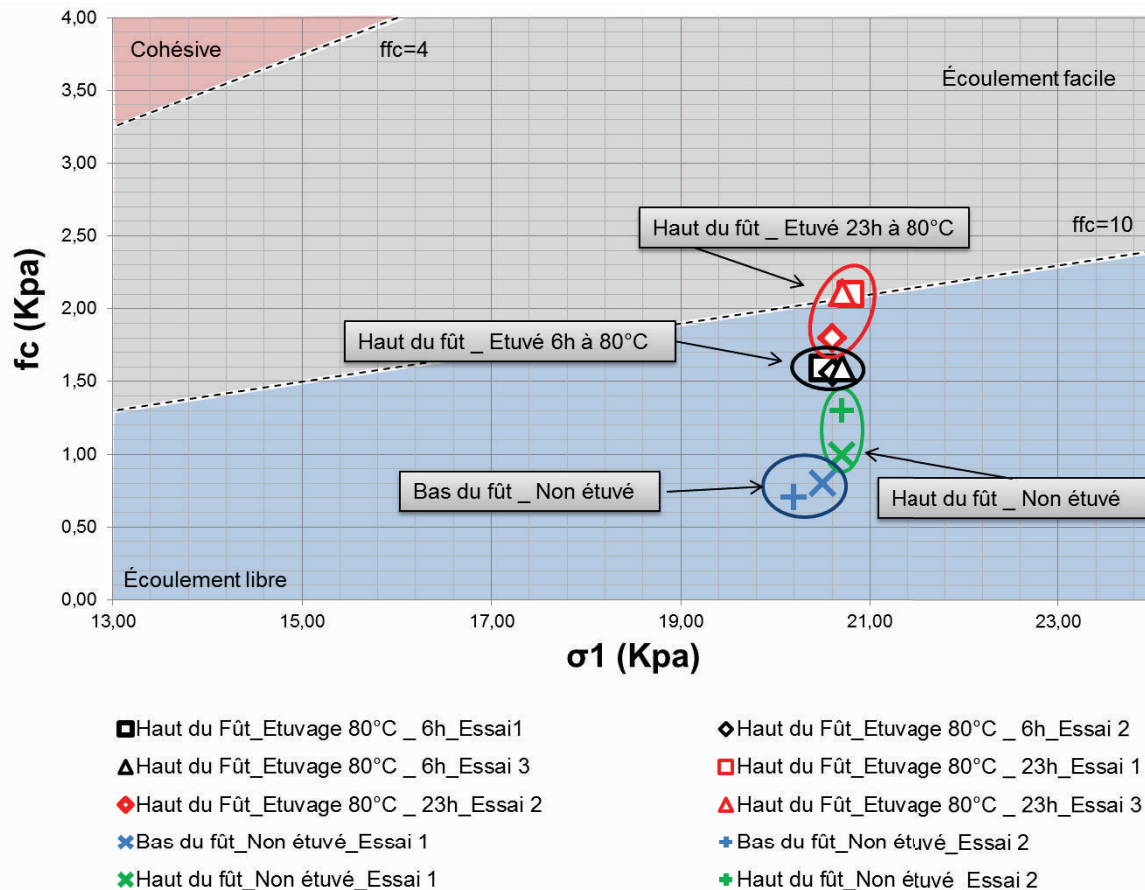 4,00
Cohésive
ffc=4
Écoulement facile
3,50
3,00
2,50
Haut du fût _ Etuvé 23h à 80°C
ffc=10
fc (Kpa)
2,00
Haut du fût _ Etuvé 6h à 80°C
1,50
1,00
Bas du fût _ Non étuvé
Haut du fût _ Non étuvé
0,50
Écoulement libre
0,00
13,00 15,00 17,00 19,00 21,00 23,00
σ1 (Kpa)
Haut du Fût_Etuvage 80°C _ 6h_Essai1
Haut du Fût_Etuvage 80°C _ 6h_Essai 2
Haut du Fût_Etuvage 80°C _ 6h_Essai 3
Haut du Fût_Etuvage 80°C _ 23h_Essai 1
Haut du Fût_Etuvage 80°C _ 23h_Essai 2
Haut du Fût_Etuvage 80°C _ 23h_Essai 3
Bas du fût_Non étuvé_Essai 1
Bas du fût_Non étuvé_Essai 2
Haut du fût_Non étuvé_Essai 1
Haut du fût_Non étuvé_Essai 2